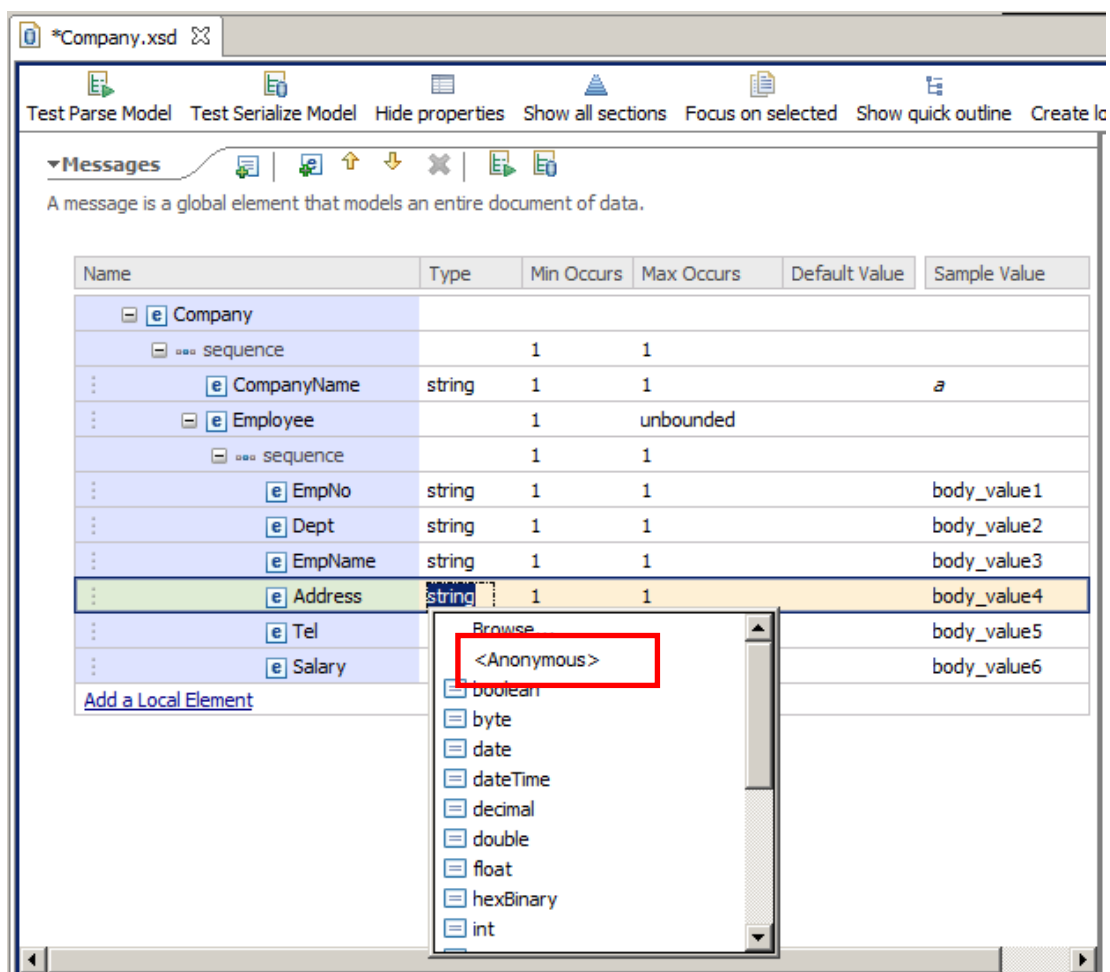 *Company.xsd
Test Parse Model Test Serialize Model Hide properties Show all sections Focus on selected Show quick outline Create lo
Messages
A message is a global element that models an entire document of data.
Name Type Min Occurs Max Occurs Default Value Sample Value
e Company
sequence 1 1
e CompanyName string 1 1 a
e Employee 1 unbounded
sequence 1 1
e EmpNo string 1 1 body_value1
e Dept string 1 1 body_value2
e EmpName string 1 1 body_value3
e Address string 1 1 body_value4
e Tel body_value5
e Salary body_value6
Add a Local Element
Browse...
<Anonymous>
boolean
byte
date
dateTime
decimal
double
float
hexBinary
int